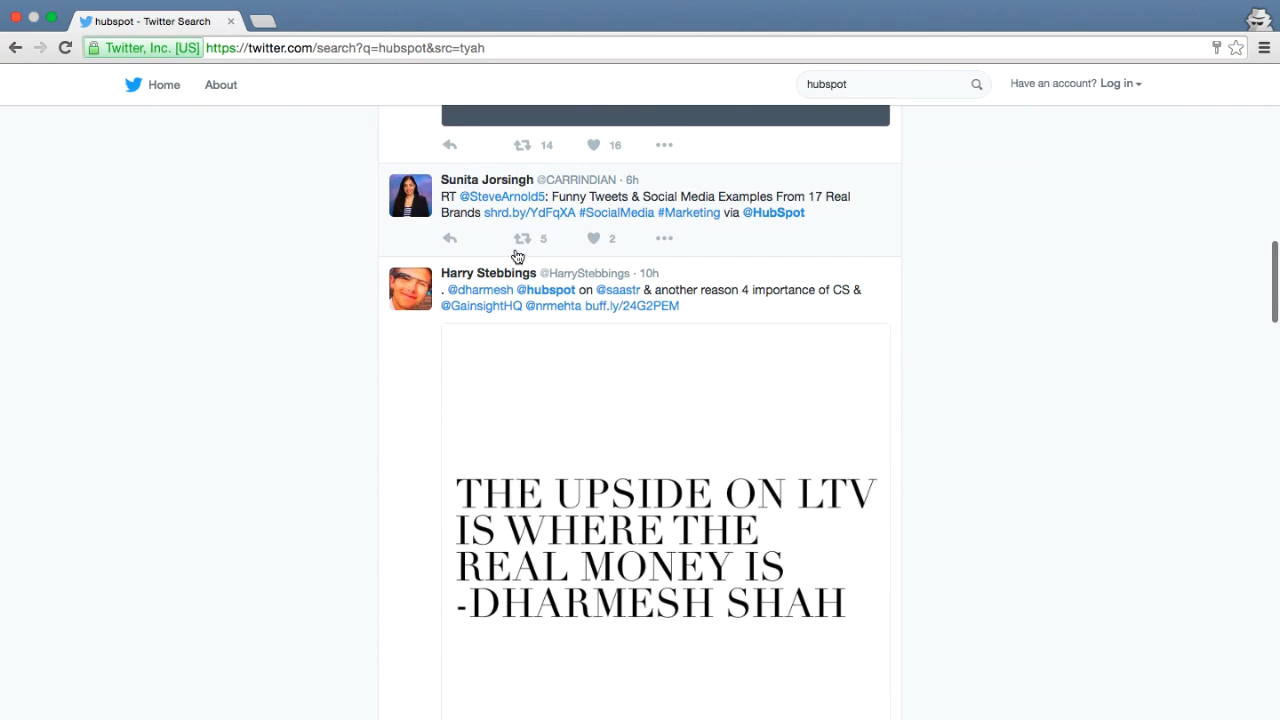 hubspot - Twitter Search
Twitter, Inc. [US] https://twitter.com/search?q=hubspot&src=tyah
Home About hubspot Have an account? Log in
14 16
Sunita Jorsingh @CARRINDIAN · 6h
RT @SteveArnold5: Funny Tweets & Social Media Examples From 17 Real
Brands shrd.by/YdFqXA #SocialMedia #Marketing via @HubSpot
5 2
Harry Stebbings @HarryStebbings · 10h
. @dharmesh @hubspot on @saastr & another reason 4 importance of CS &
@GainsightHQ @nrmehta buff.ly/24G2PEM
THE UPSIDE ON LTV
IS WHERE THE
REAL MONEY IS
-DHARMESH SHAH